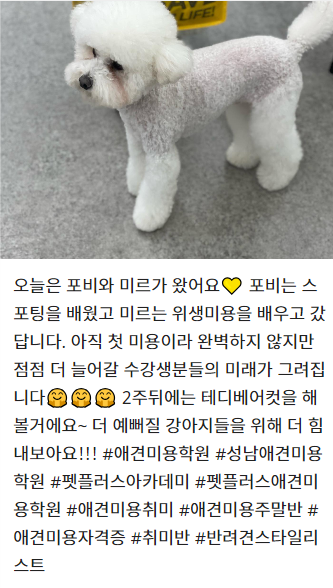 LIFE!
오늘은 포비와 미르가 왔어요💛 포비는 스
포팅을 배웠고 미르는 위생미용을 배우고 갔
답니다. 아직 첫 미용이라 완벽하지 않지만
점점 더 늘어갈 수강생분들의 미래가 그려집
니다🤗🤗🤗 2주뒤에는 테디베어컷을 해
볼거에요~ 더 예뻐질 강아지들을 위해 더 힘
내보아요!!! #애견미용학원 #성남애견미용
학원 #펫플러스아카데미 #펫플러스애견미
용학원 #애견미용취미 #애견미용주말반 #
애견미용자격증 #취미반 #반려견스타일리
스트